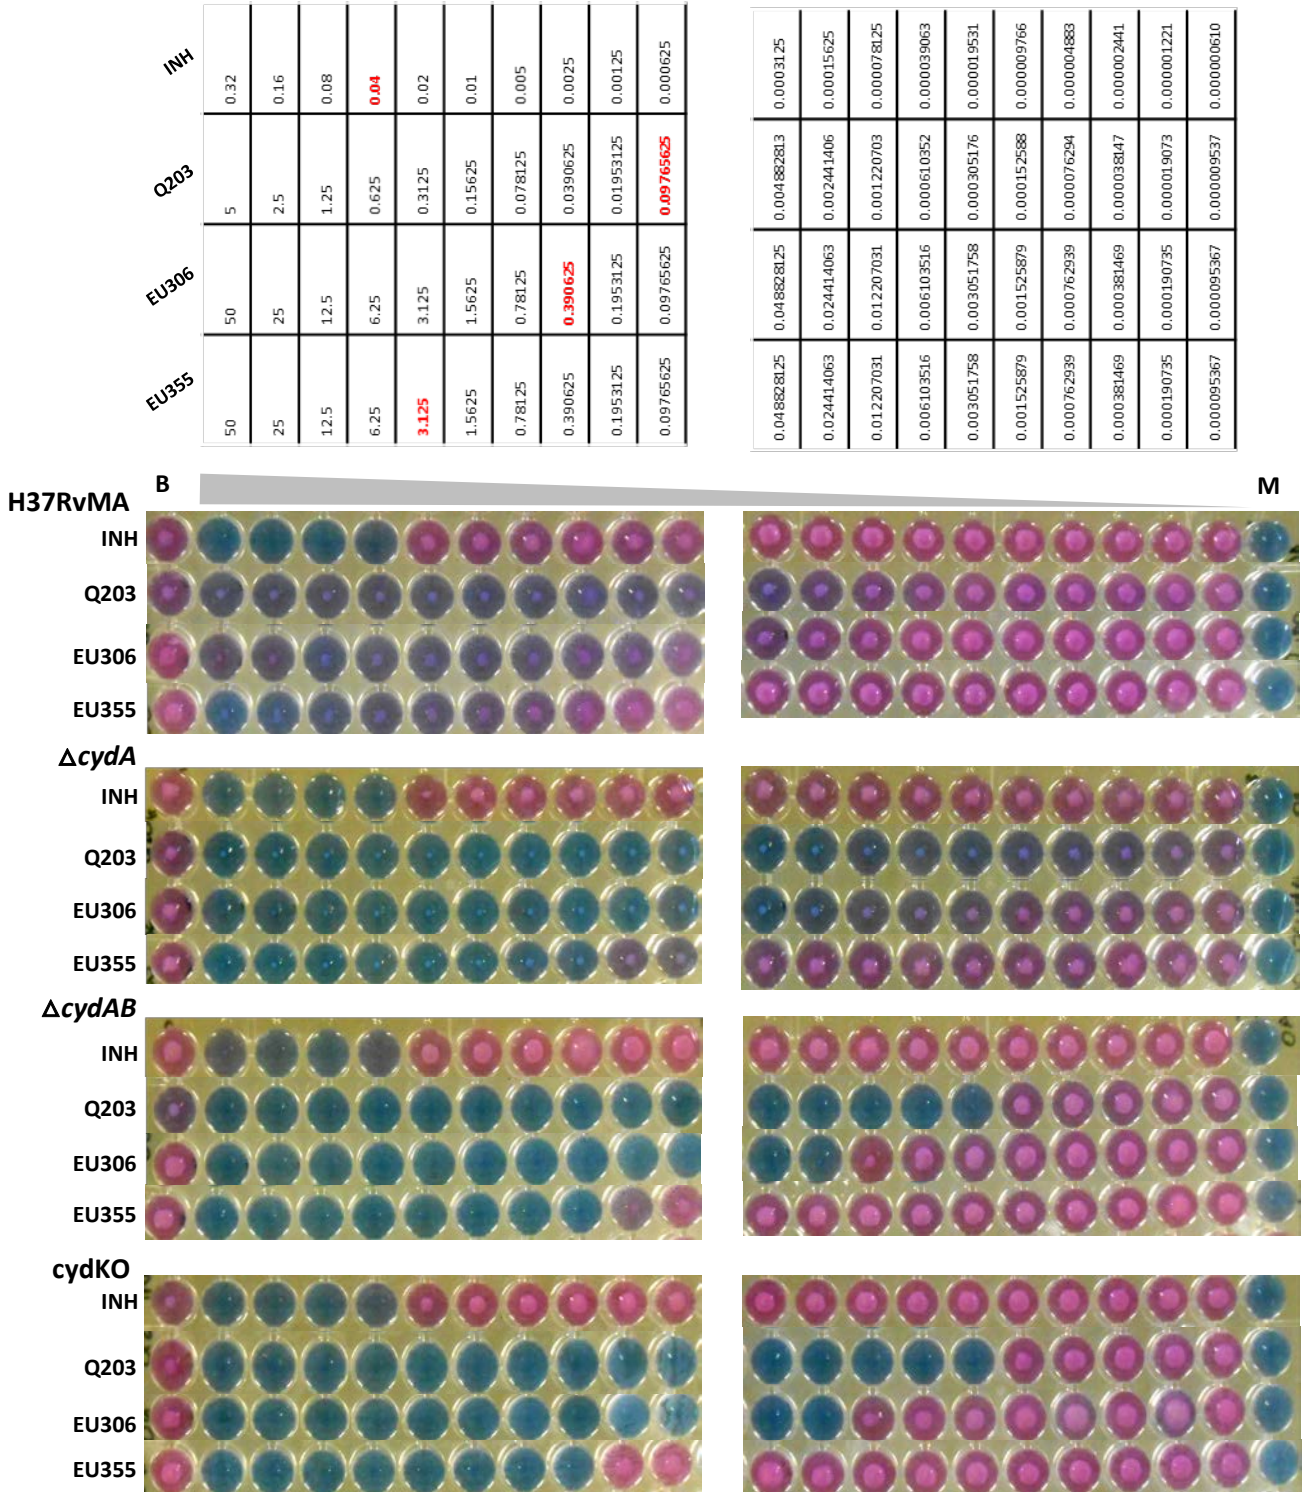 INH 0.32 0.16 0.08 0.04 0.02 0.01 0.005 0.0025 0.00125 0.000625
Q203 5 2.5 1.25 0.625 0.3125 0.15625 0.078125 0.0390625 0.01953125 0.09765625
EU306 50 25 12.5 6.25 3.125 1.5625 0.78125 0.390625 0.1953125 0.09765625
EU355 50 25 12.5 6.25 3.125 1.5625 0.78125 0.390625 0.1953125 0.09765625
0.0003125 0.00015625 0.000078125 0.000039063 0.000019531 0.000009766 0.000004883 0.000002441 0.000001221 0.000000610
0.004882813 0.002441406 0.001220703 0.000610352 0.000305176 0.000152588 0.000076294 0.000038147 0.000019073 0.000009537
0.048828125 0.024414063 0.012207031 0.006103516 0.003051758 0.001525879 0.000762939 0.000381469 0.000190735 0.000095367
0.048828125 0.024414063 0.012207031 0.006103516 0.003051758 0.001525879 0.000762939 0.000381469 0.000190735 0.000095367
B M
H37RvMA
INH
Q203
EU306
EU355
ΔcydA
INH
Q203
EU306
EU355
ΔcydAB
INH
Q203
EU306
EU355
cydKO
INH
Q203
EU306
EU355